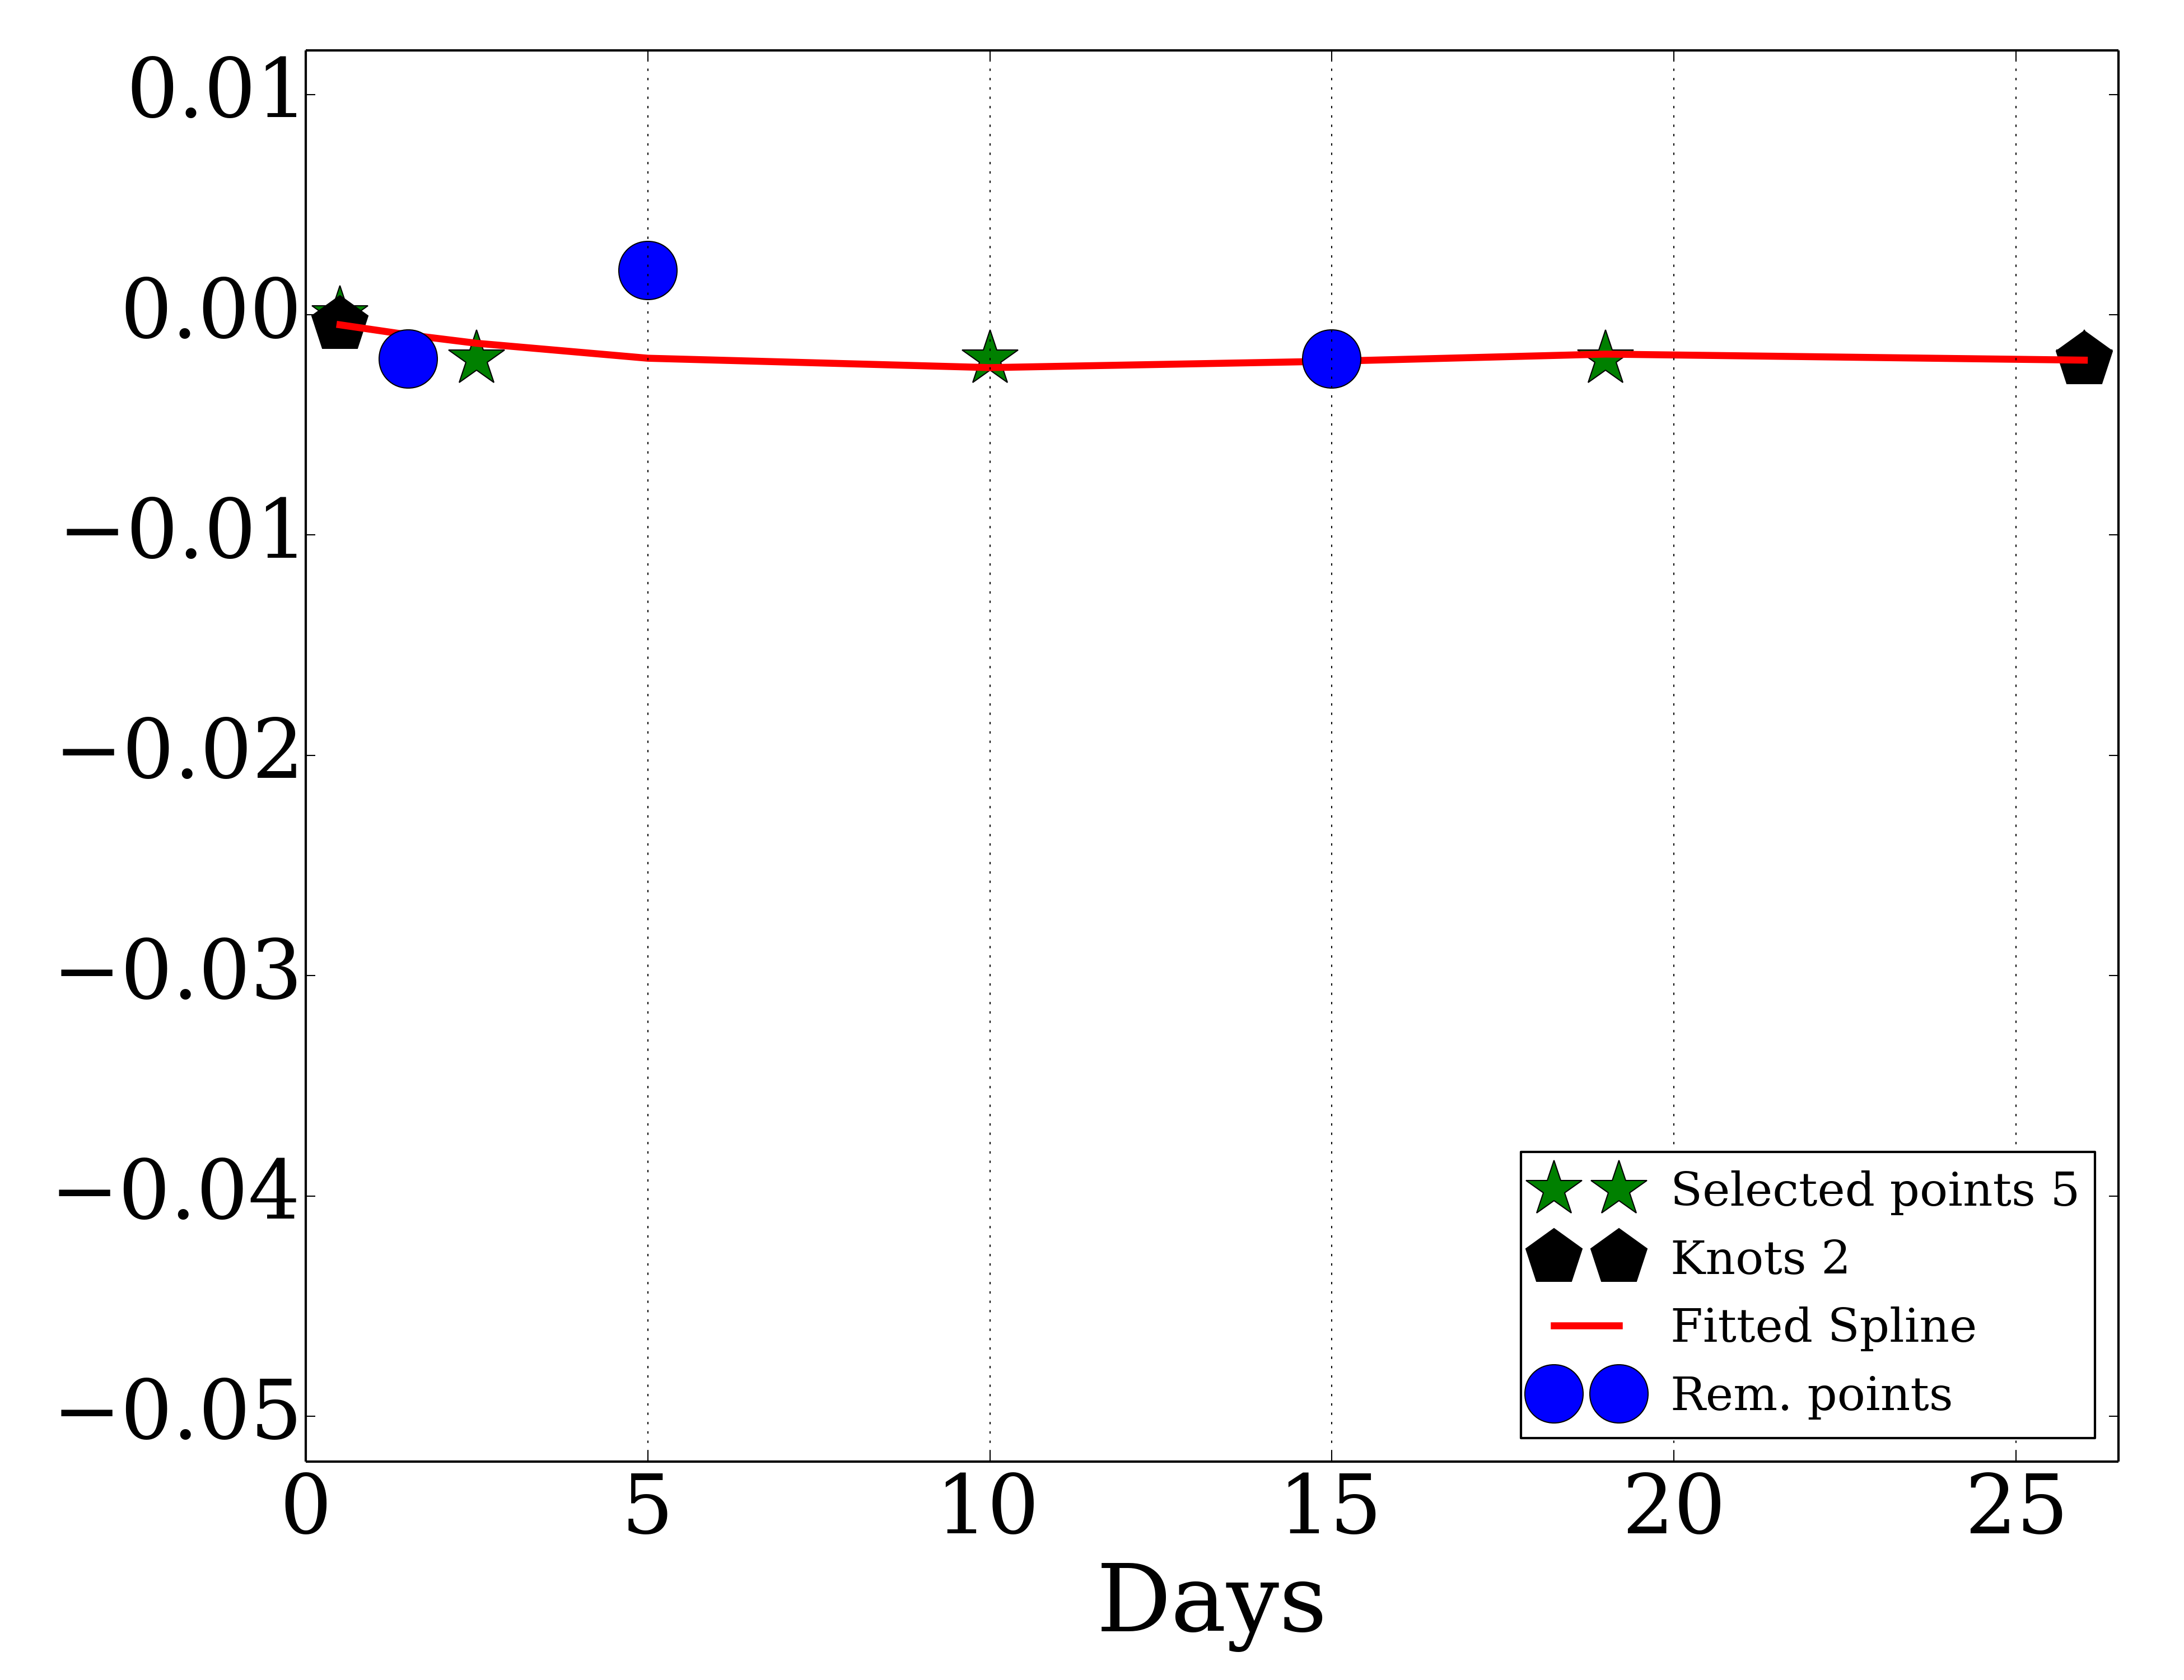 0.01
0.00
−0.01
−0.02
−0.03
−0.04
−0.05
Selected points 5
Knots 2
Fitted Spline
Rem. points
0 5 10 15 20 25
Days